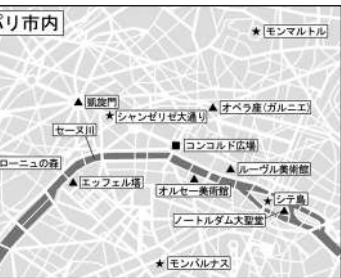 パリ市内
モンマルトル
凱旋門
シャンゼリゼ大通り
オペラ座(ガルニエ)
セーヌ川
コンコルド広場
ローニュの森
エッフェル塔
ルーヴル美術館
オルセー美術館
シテ島
ノートルダム大聖堂
モンパルナス